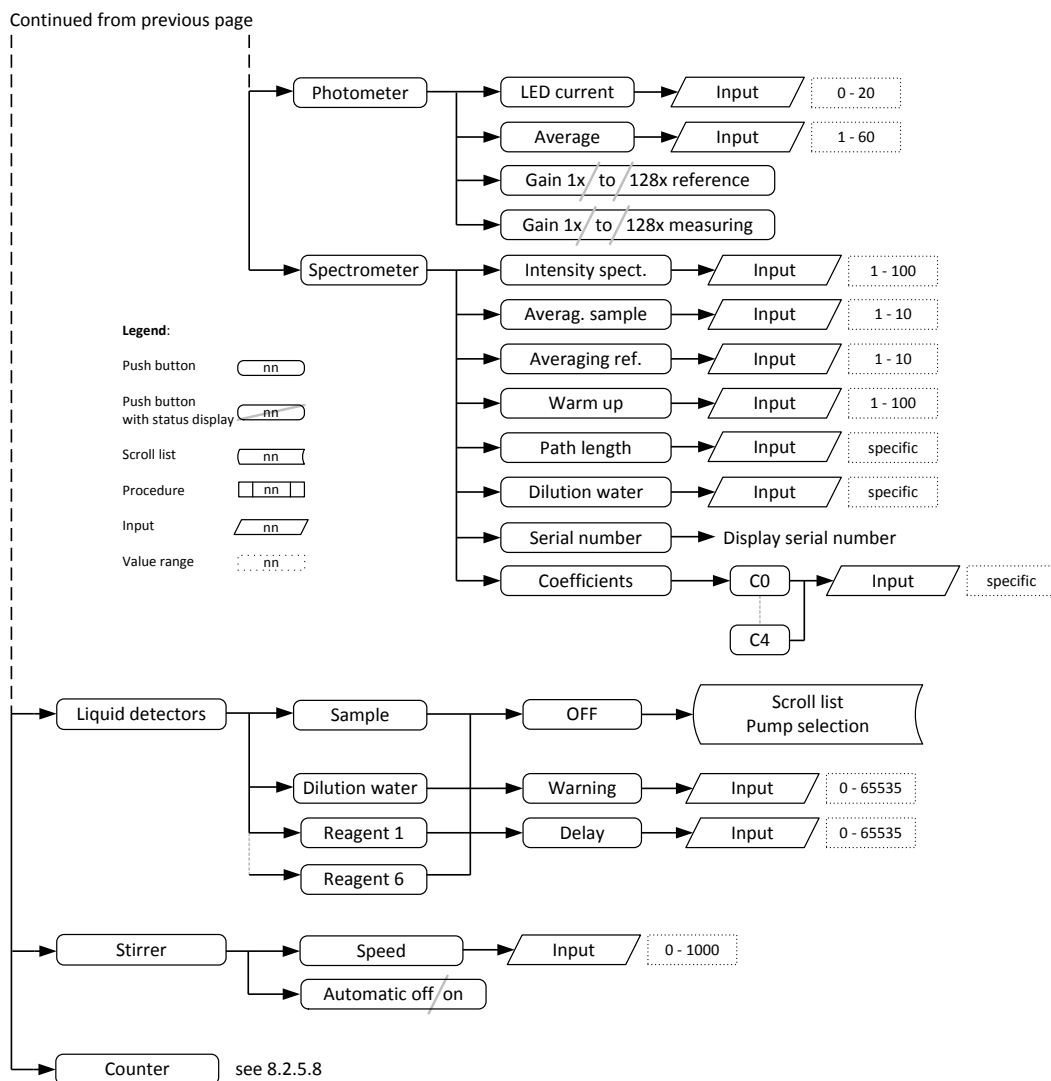 Continued from previous page
Photometer
LED current
Input
0 - 20
Average
Input
1 - 60
Gain 1x to 128x reference
Gain 1x to 128x measuring
Spectrometer
Intensity spect.
Input
1 - 100
Averag. sample
Input
1 - 10
Averaging ref.
Input
1 - 10
Warm up
Input
1 - 100
Path length
Input
specific
Dilution water
Input
specific
Serial number
Display serial number
Coefficients
C0
Input
specific
C4
Legend:
Push button
nn
Push button
with status display
nn
Scroll list
nn
Procedure
nn
Input
nn
Value range
nn
Liquid detectors
Sample
OFF
Scroll list
Pump selection
Dilution water
Warning
Input
0 - 65535
Reagent 1
Delay
Input
0 - 65535
Reagent 6
Stirrer
Speed
Input
0 - 1000
Automatic off on
Counter
see 8.2.5.8